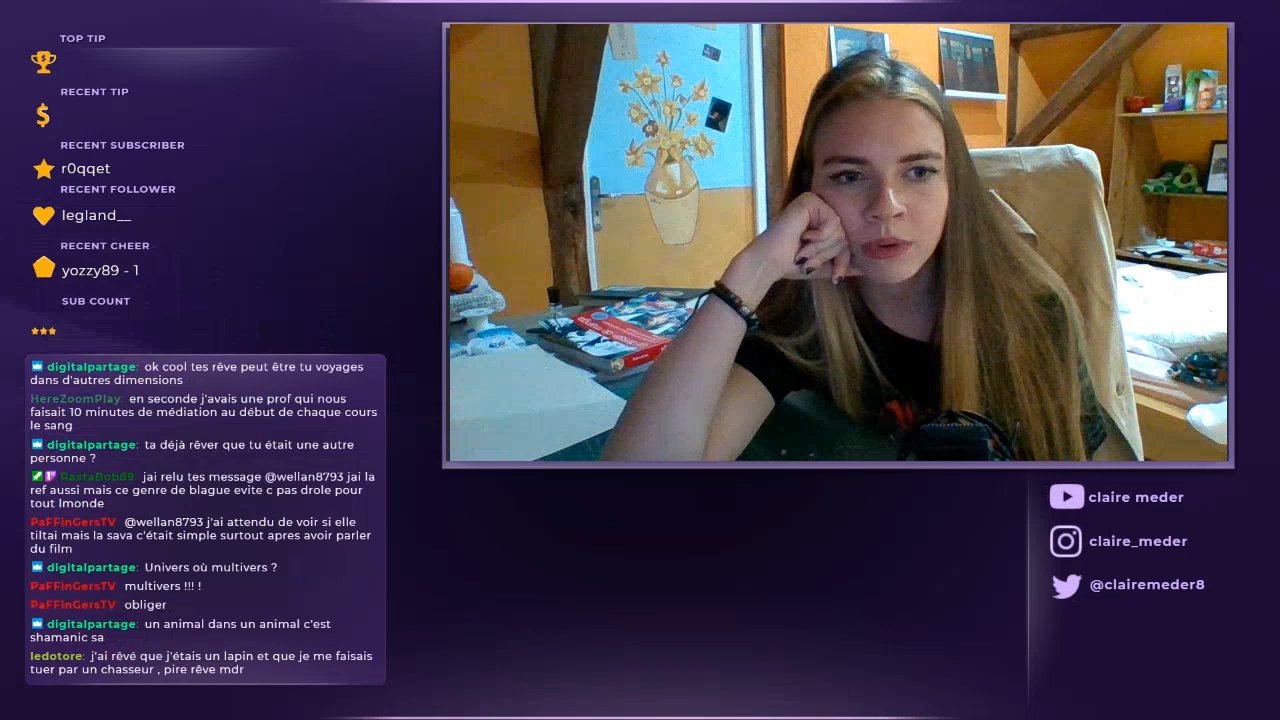 TOP TIP
RECENT TIP
RECENT SUBSCRIBER
r0qqet
RECENT FOLLOWER
legland__
RECENT CHEER
yozzy89 - 1
SUB COUNT
digitalpartage: ok cool tes rêve peut être tu voyages
dans d'autres dimensions
HereZoomPlay: en seconde j'avais une prof qui nous
faisait 10 minutes de médiation au début de chaque cours
le sang
digitalpartage: ta déjà rêver que tu était une autre
personne ?
RastaBob89: jai relu tes message @wellan8793 jai la
ref aussi mais ce genre de blague evite c pas drole pour
tout lmonde
PaFFinGersTV: @wellan8793 j'ai attendu de voir si elle
tiltai mais la sava c'était simple surtout apres avoir parler
du film
digitalpartage: Univers où multivers ?
PaFFinGersTV: multivers !!! !
PaFFinGersTV: obliger
digitalpartage: un animal dans un animal c'est
shamanic sa
ledotore: j'ai rêvé que j'étais un lapin et que je me faisais
tuer par un chasseur , pire rêve mdr
claire meder
claire_meder
@clairemeder8